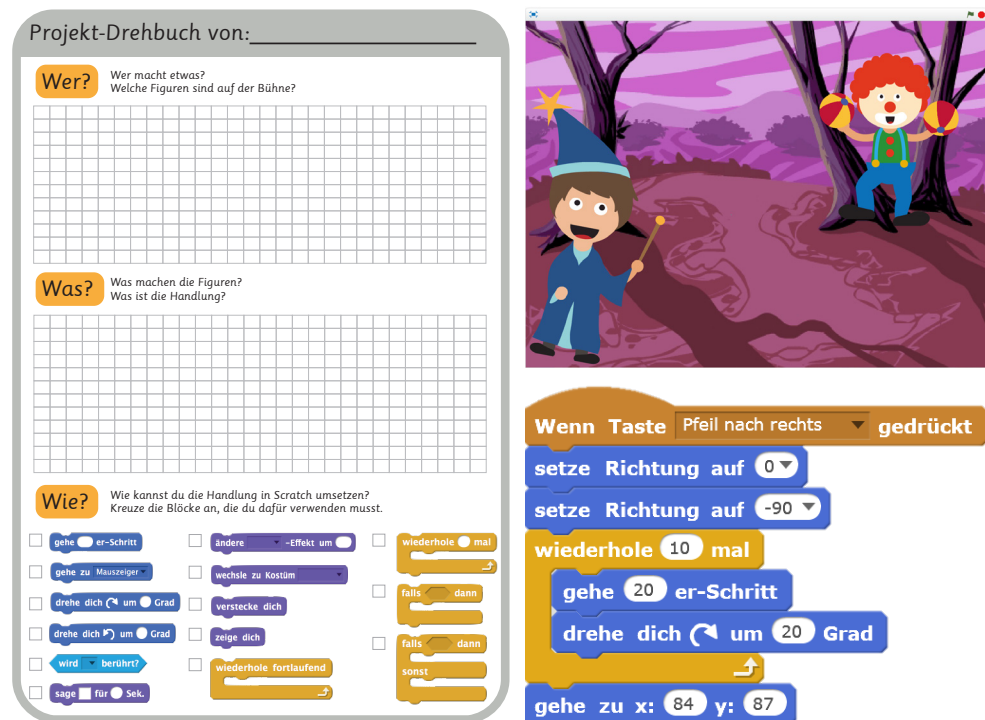 Projekt-Drehbuch von:
Wer?
Wer macht etwas?
Welche Figuren sind auf der Bühne?
Was?
Was machen die Figuren?
Was ist die Handlung?
Wie?
Wie kannst du die Handlung in Scratch umsetzen?
Kreuze die Blöcke an, die du dafür verwenden musst.
gehe er-Schritt
gehe zu Mauszeiger
drehe dich um Grad
drehe dich um Grad
wird berührt?
sage für Sek.
ändere -Effekt um
wechsle zu Kostüm
verstecke dich
zeige dich
wiederhole fortlaufend
wiederhole mal
falls dann
falls dann
sonst
Wenn Taste Pfeil nach rechts gedrückt
setze Richtung auf 0
setze Richtung auf -90
wiederhole 10 mal
gehe 20 er-Schritt
drehe dich um 20 Grad
gehe zu x: 84 y: 87